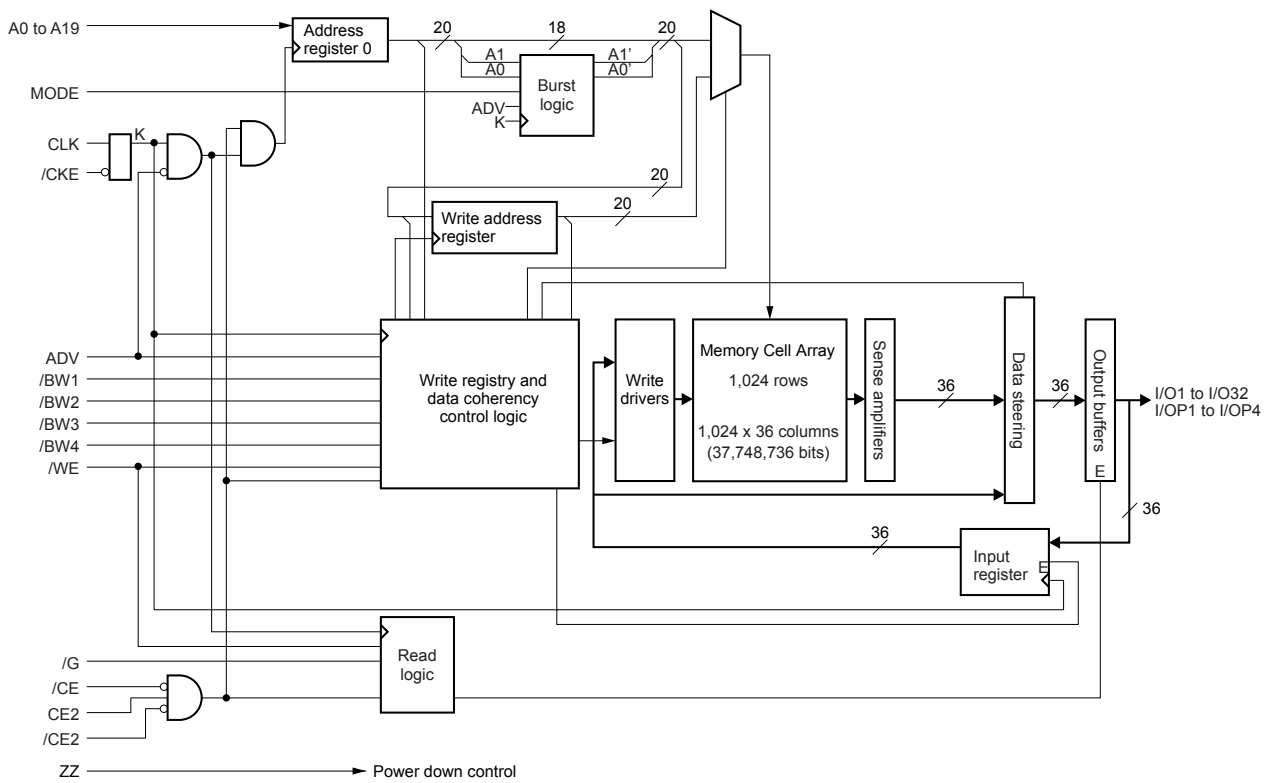 A0 to A19
Address
register 0
20
18
20
A1
A0
A1'
A0'
Burst
logic
MODE
ADV
K
CLK
K
/CKE
20
20
Write address
register
ADV
/BW1
/BW2
/BW3
/BW4
/WE
Write registry and
data coherency
control logic
Write
drivers
Memory Cell Array
1,024 rows
1,024 x 36 columns
(37,748,736 bits)
Sense amplifiers
36
Data steering
36
Output buffers
E
I/O1 to I/O32
I/OP1 to I/OP4
36
36
Input
register
E
Read
logic
/G
/CE
CE2
/CE2
ZZ
Power down control